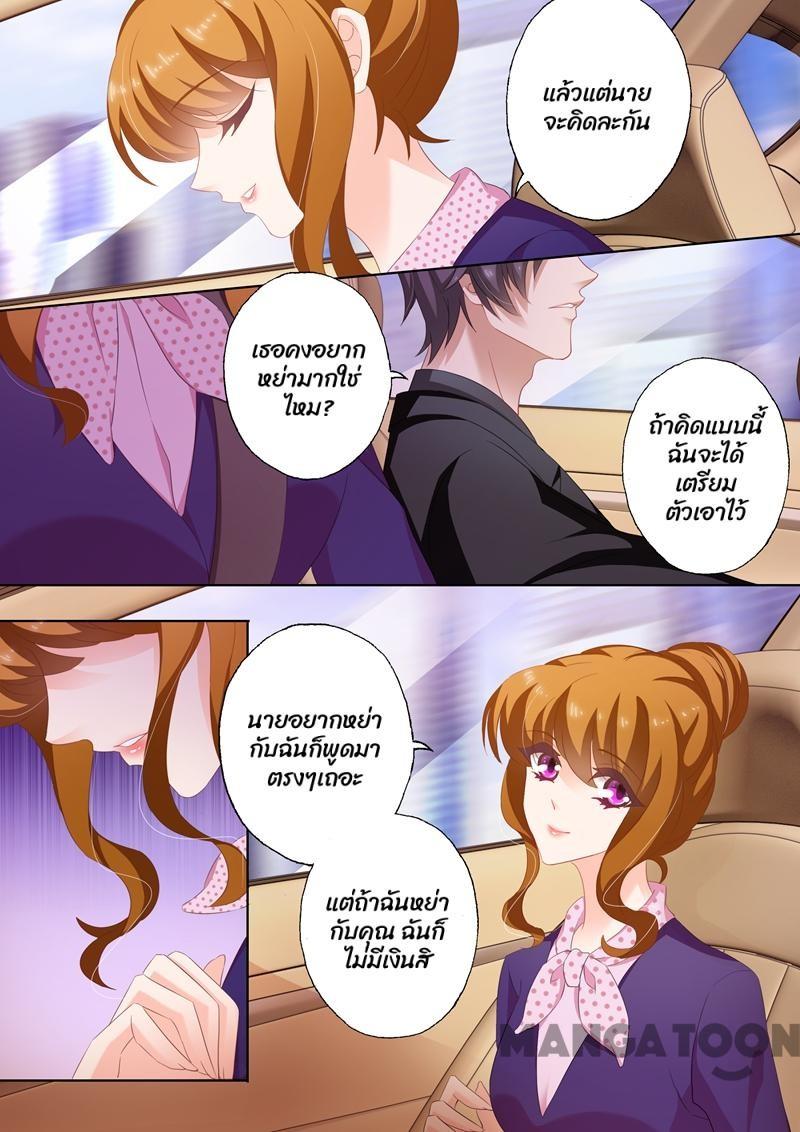 แล้วแต่นาย
จะคิดละกัน
เธอคงอยาก
หย่ามากใช่
ไหม?
ถ้าคิดแบบนี้
ฉันจะได้
เตรียม
ตัวเอาไว้
นายอยากหย่า
กับฉันก็พูดมา
ตรงๆเถอะ
แต่ถ้าฉันหย่า
กับคุณ ฉันก็
ไม่มีเงินสิ
MANGATOON